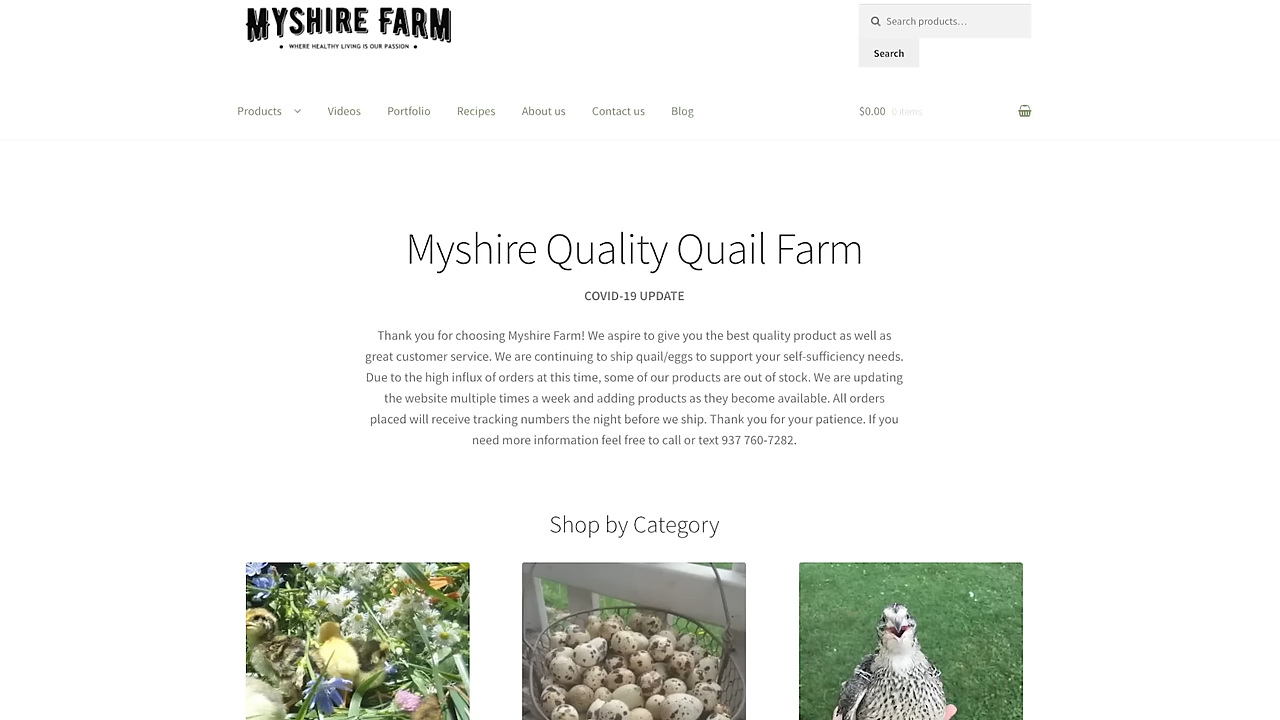 MYSHIRE FARM
• WHERE HEALTHY LIVING IS OUR PASSION •
Search products…
Search
Products Videos Portfolio Recipes About us Contact us Blog $0.00 0 items
Myshire Quality Quail Farm
COVID-19 UPDATE
Thank you for choosing Myshire Farm! We aspire to give you the best quality product as well as
great customer service. We are continuing to ship quail/eggs to support your self-sufficiency needs.
Due to the high influx of orders at this time, some of our products are out of stock. We are updating
the website multiple times a week and adding products as they become available. All orders
placed will receive tracking numbers the night before we ship. Thank you for your patience. If you
need more information feel free to call or text 937 760-7282.
Shop by Category